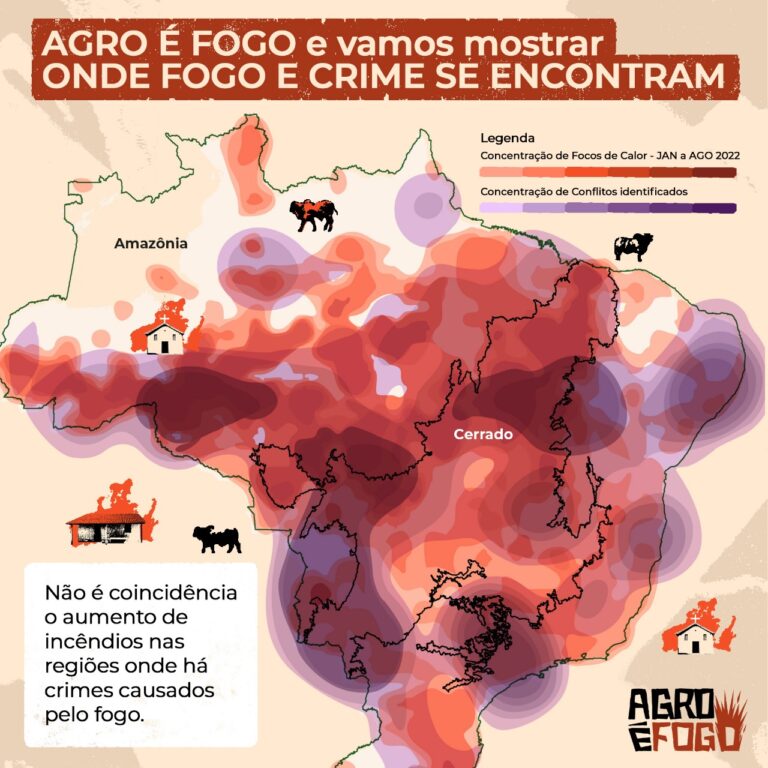 AGRO É FOGO e vamos mostrar
ONDE FOGO E CRIME SE ENCONTRAM
Legenda
Concentração de Focos de Calor - JAN a AGO 2022
Concentração de Conflitos identificados
Amazônia
Cerrado
Não é coincidência
o aumento de
incêndios nas
regiões onde há
crimes causados
pelo fogo.
AGRO
ÉFOGO